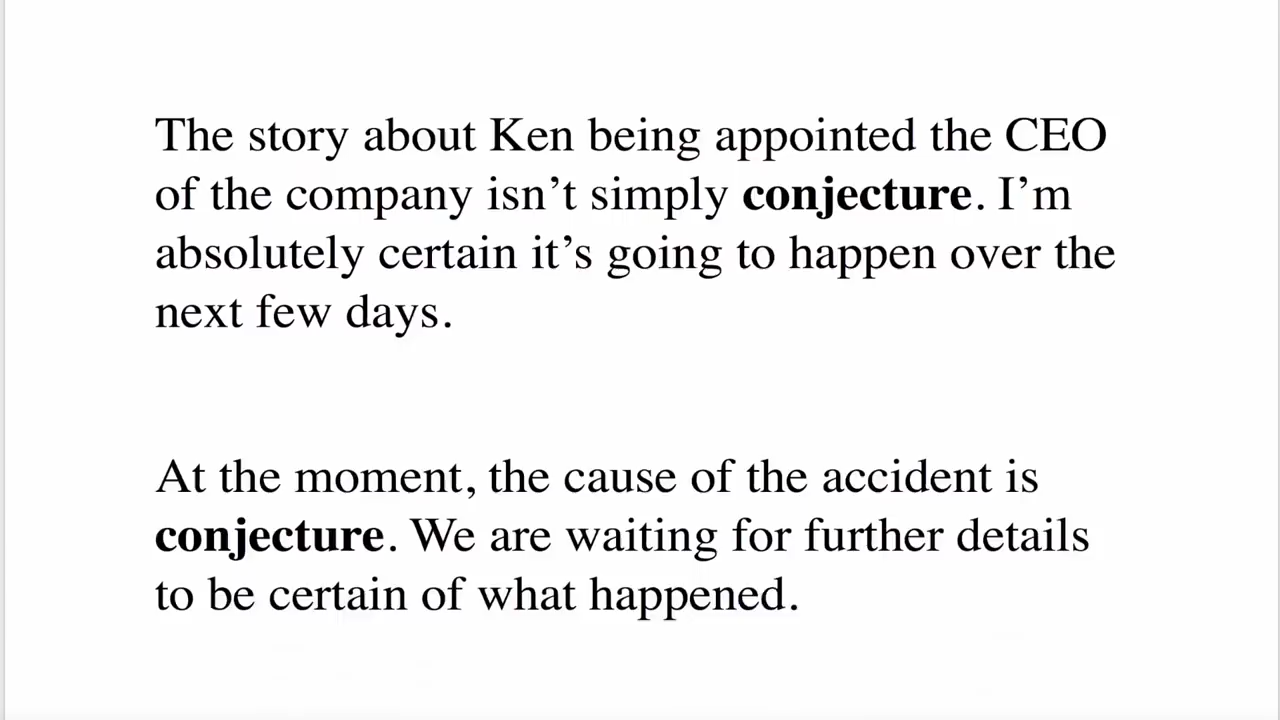 The story about Ken being appointed the CEO
of the company isn’t simply conjecture. I’m
absolutely certain it’s going to happen over the
next few days.
At the moment, the cause of the accident is
conjecture. We are waiting for further details
to be certain of what happened.